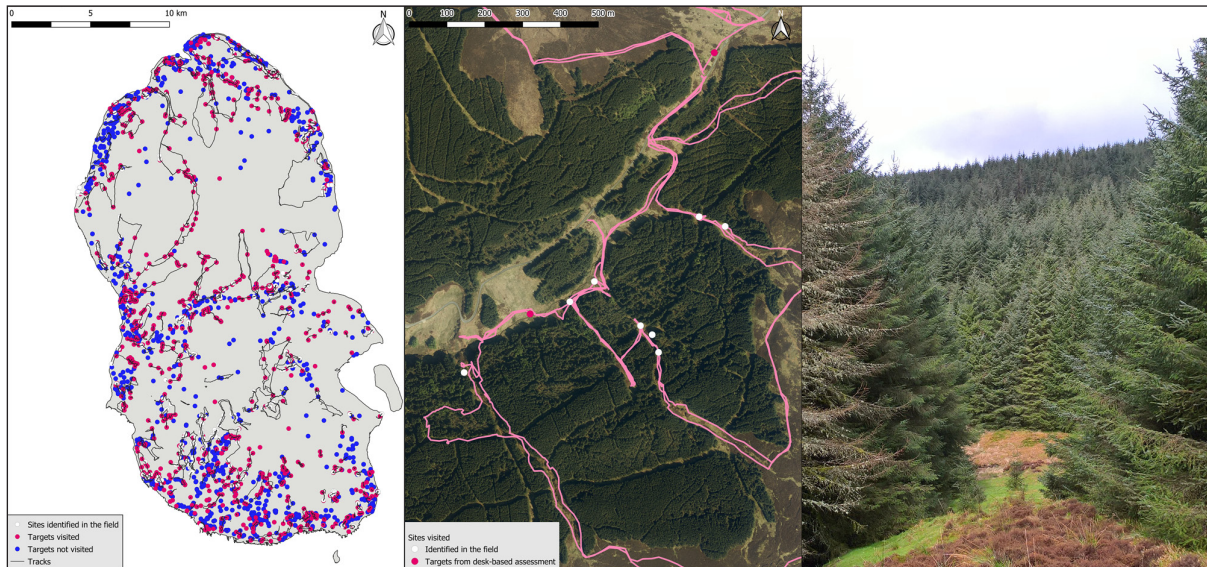 0 5 10 km
Sites identified in the field
Targets visited
Targets not visited
Tracks
0 100 200 300 400 500 m
Sites visited
Identified in the field
Targets from desk-based assessment